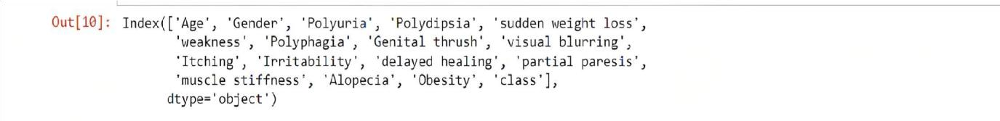 Out[10]: Index(['Age', 'Gender', 'Polyuria', 'Polydipsia', 'sudden weight loss',
'weakness', 'Polyphagia', 'Genital thrush', 'visual blurring',
'Itching', 'Irritability', 'delayed healing', 'partial paresis',
'muscle stiffness', 'Alopecia', 'Obesity', 'class'],
dtype='object')